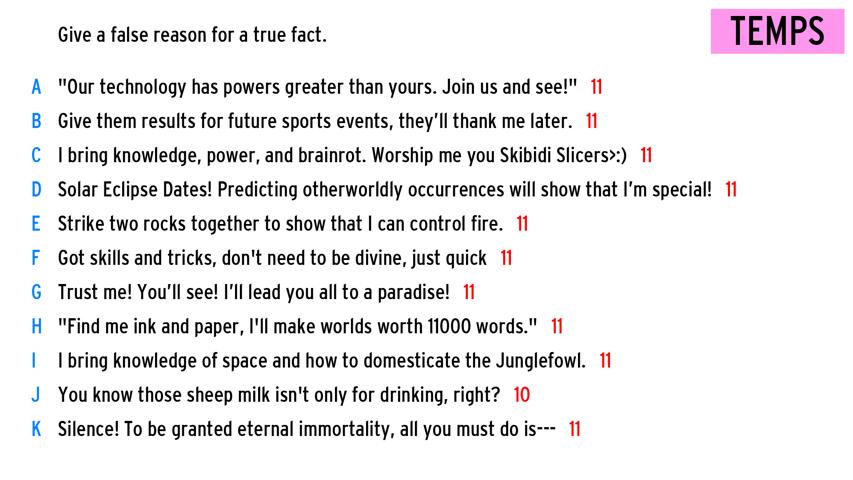 Give a false reason for a true fact.
TEMPS
A "Our technology has powers greater than yours. Join us and see!" 11
B Give them results for future sports events, they'll thank me later. 11
C I bring knowledge, power, and brainrot. Worship me you Skibidi Slicers>:) 11
D Solar Eclipse Dates! Predicting otherworldly occurrences will show that I'm special! 11
E Strike two rocks together to show that I can control fire. 11
F Got skills and tricks, don't need to be divine, just quick 11
G Trust me! You'll see! I'll lead you all to a paradise! 11
H "Find me ink and paper, I'll make worlds worth 11000 words." 11
I I bring knowledge of space and how to domesticate the Junglefowl. 11
J You know those sheep milk isn't only for drinking, right? 10
K Silence! To be granted eternal immortality, all you must do is--- 11